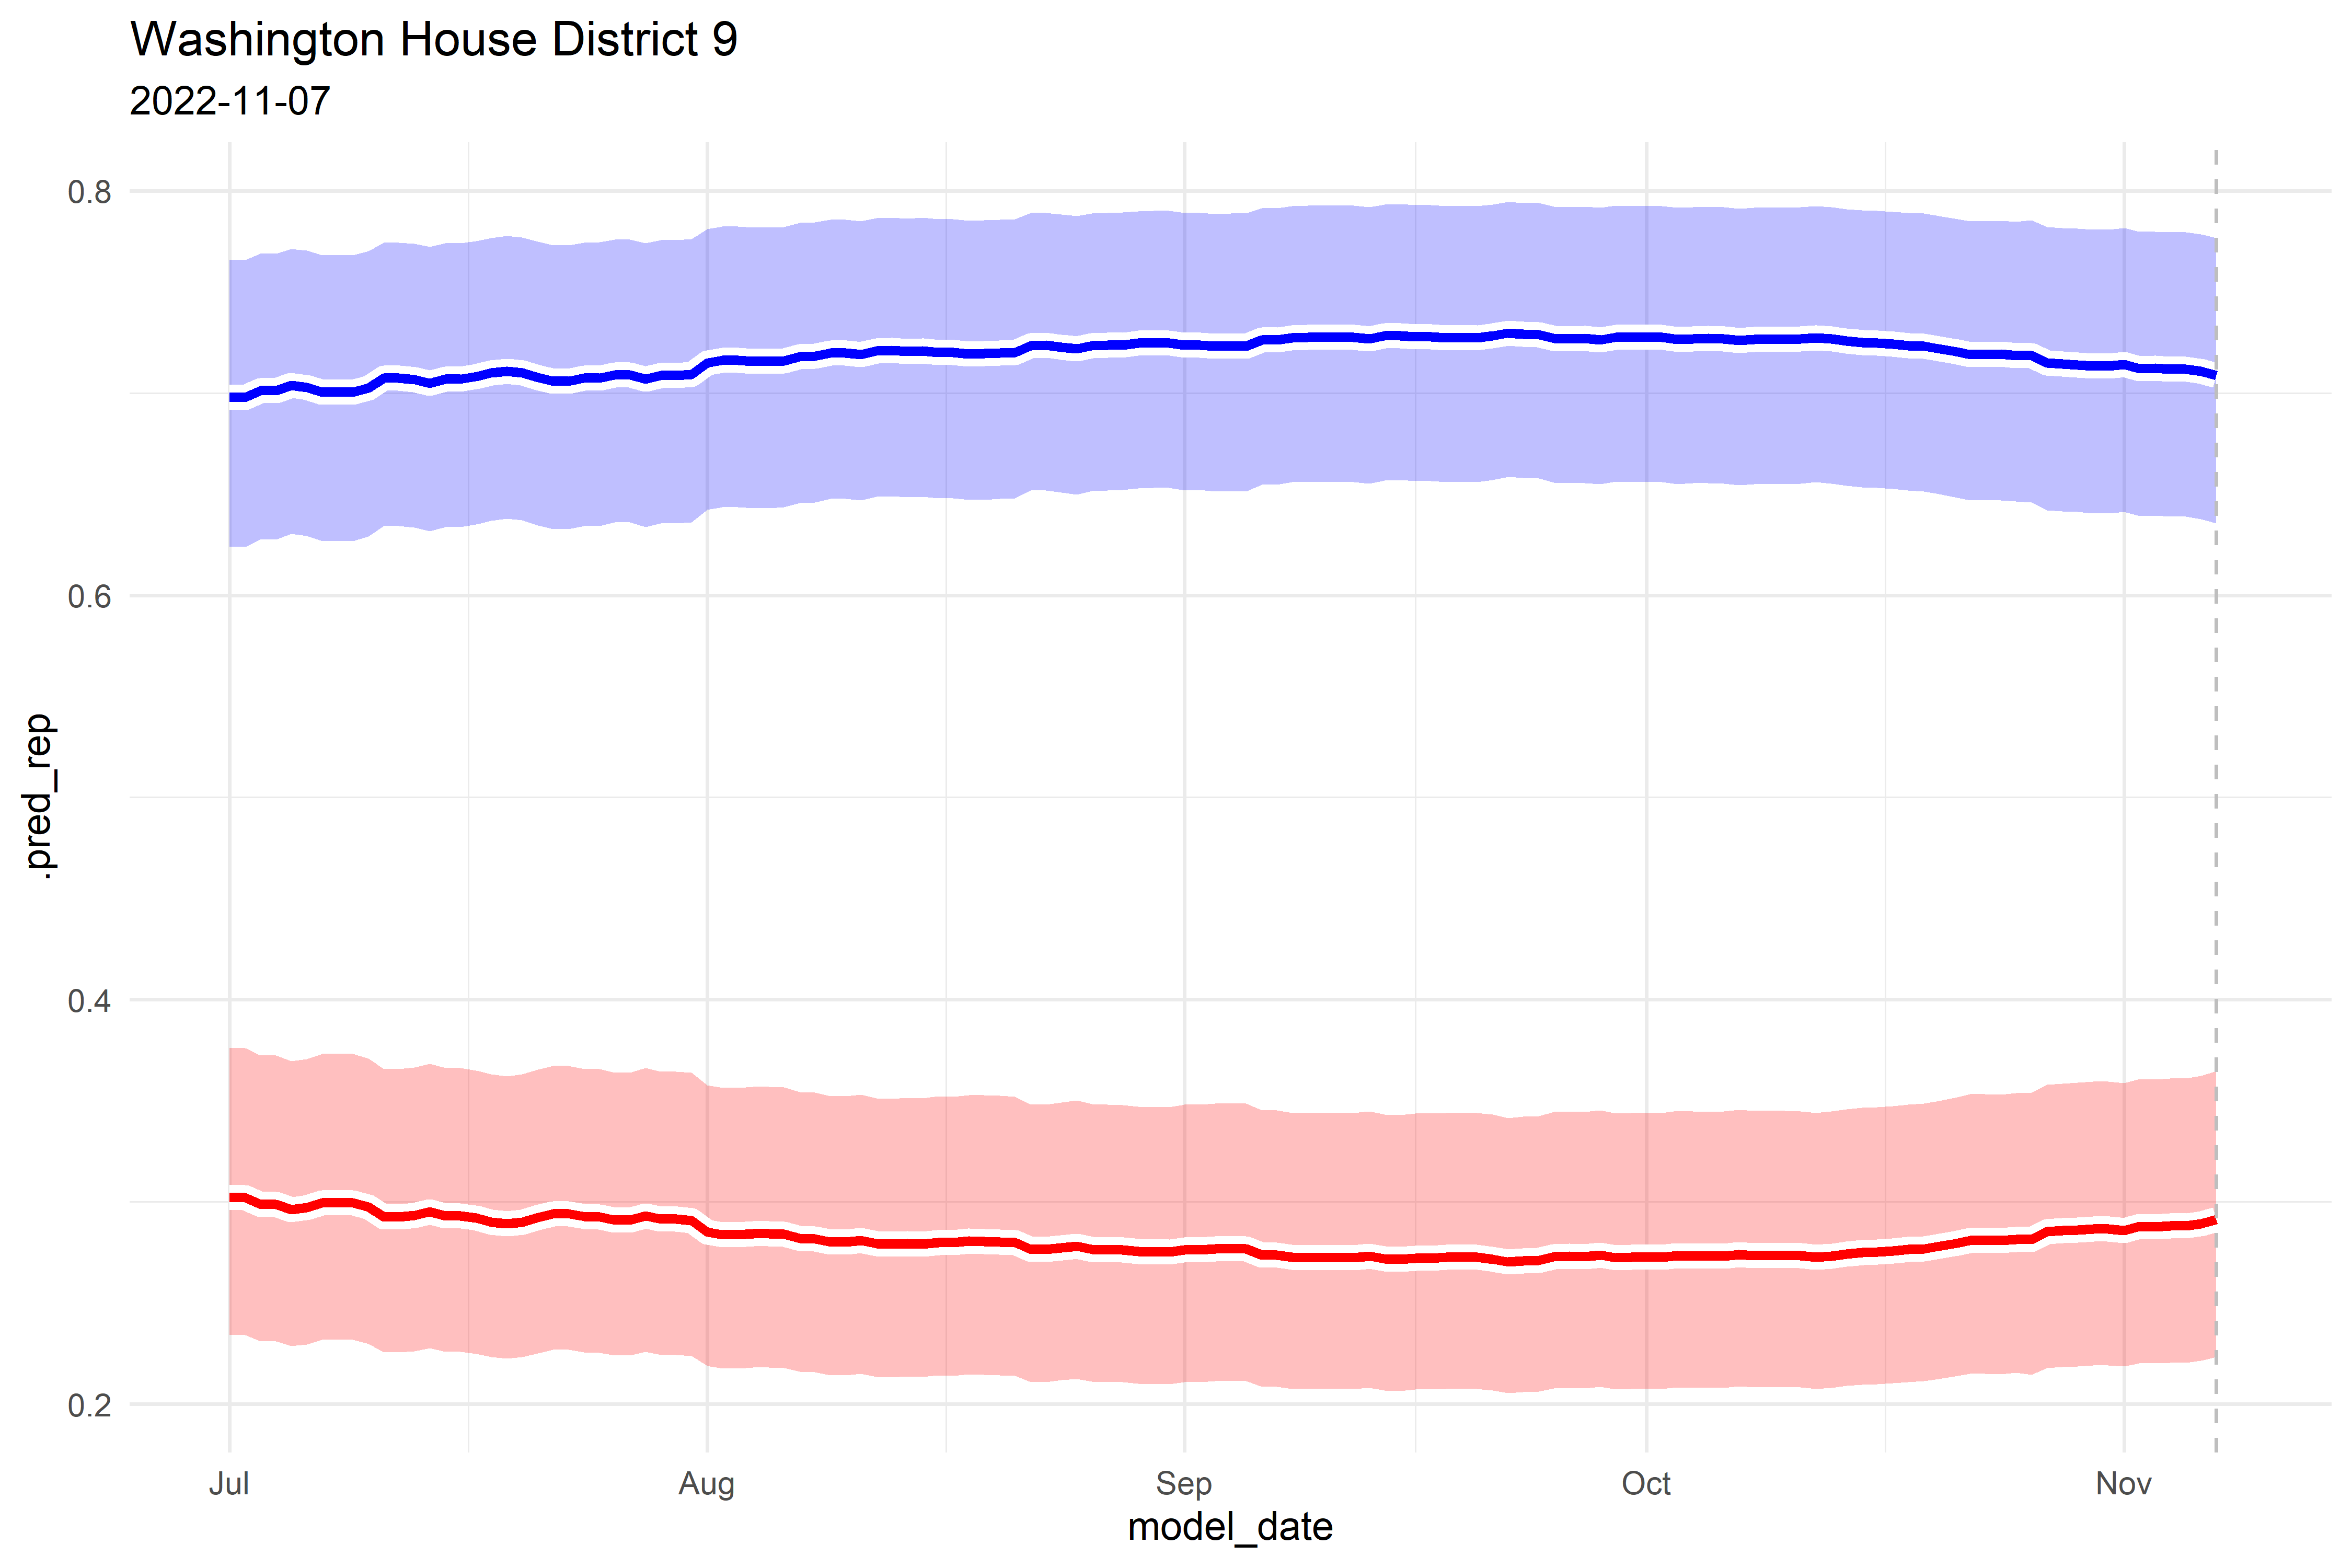 Washington House District 9
2022-11-07
0.8
0.6
0.4
0.2
.pred_rep
Jul Aug Sep Oct Nov
model_date